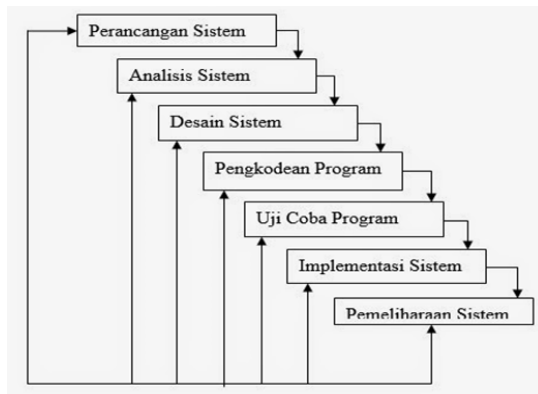 Perancangan Sistem
Analisis Sistem
Desain Sistem
Pengkodean Program
Uji Coba Program
Implementasi Sistem
Pemeliharaan Sistem